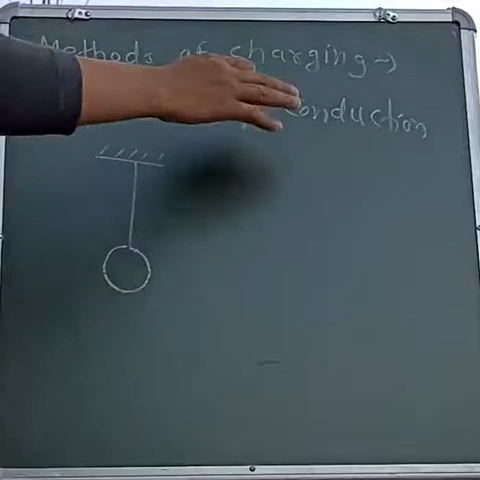 Methods of charging→
conduction